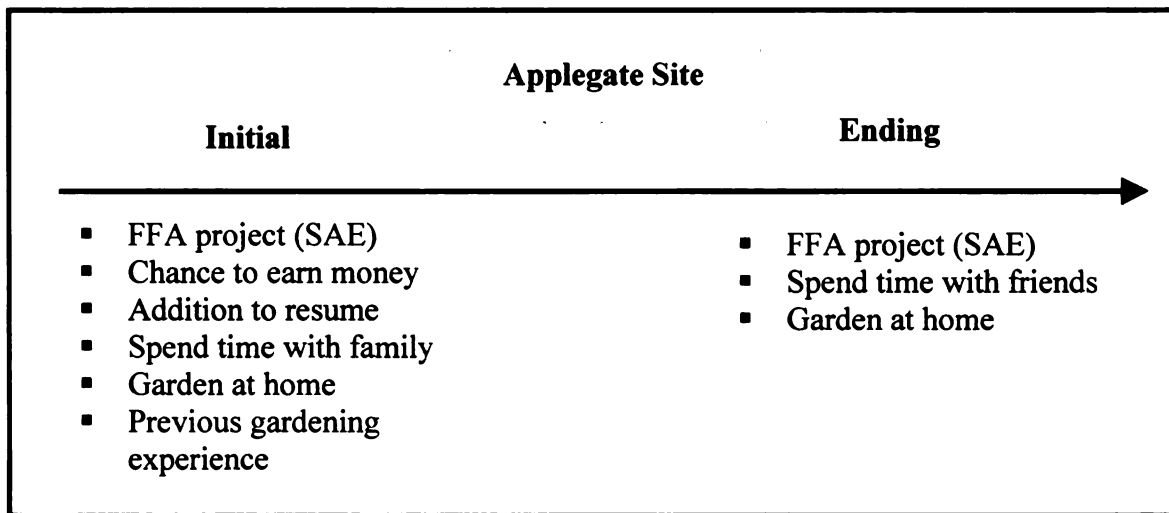 Applegate Site
Initial
Ending
▪ FFA project (SAE)
▪ Chance to earn money
▪ Addition to resume
▪ Spend time with family
▪ Garden at home
▪ Previous gardening
experience
▪ FFA project (SAE)
▪ Spend time with friends
▪ Garden at home